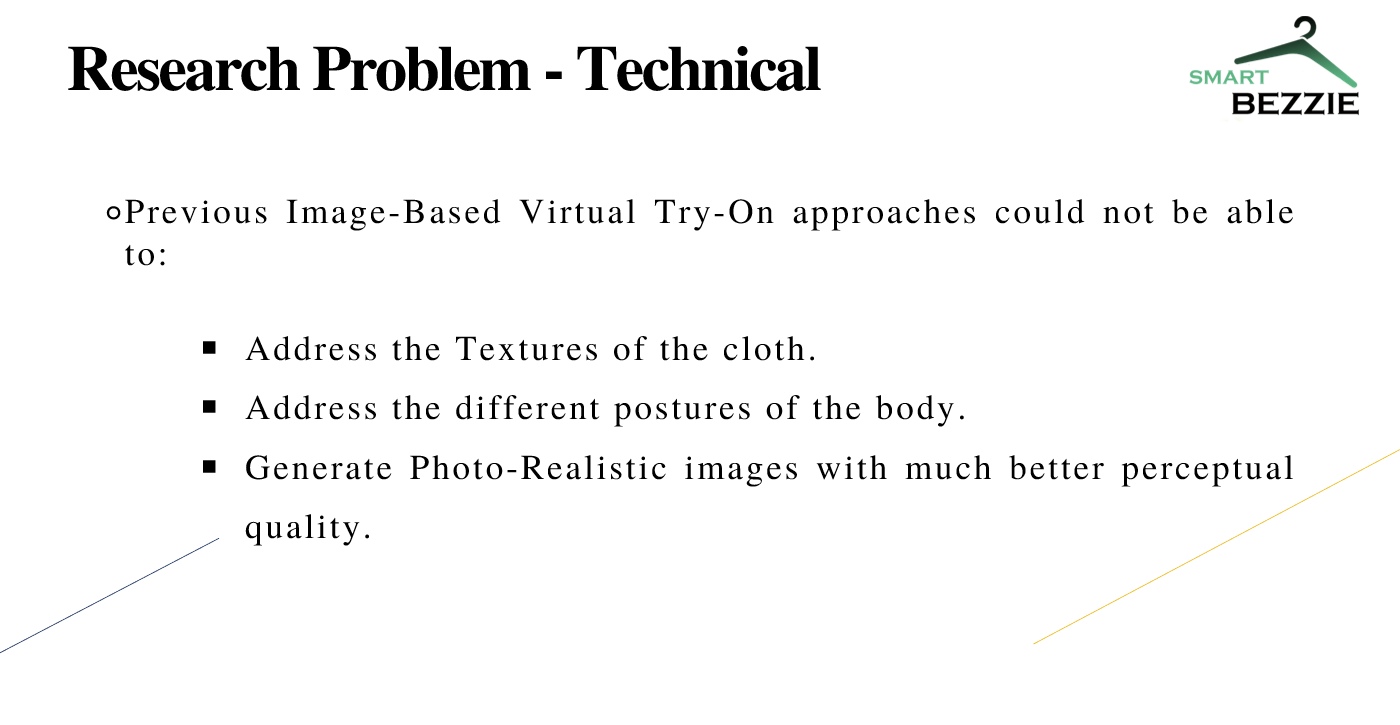 Research Problem - Technical
SMART
BEZZIE
Previous Image-Based Virtual Try-On approaches could not be able
to:
Address the Textures of the cloth.
Address the different postures of the body.
Generate Photo-Realistic images with much better perceptual
quality.